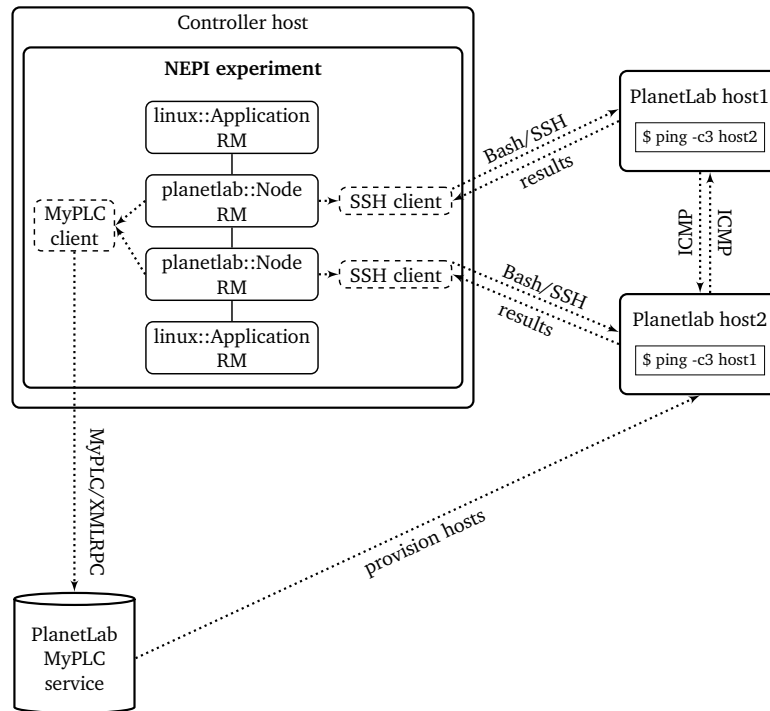 Controller host
NEPI experiment
linux::Application
RM
planetlab::Node
RM
MyPLC
client
SSH client
planetlab::Node
RM
SSH client
linux::Application
RM
Bash/SSH
results
Bash/SSH
results
PlanetLab host1
$ ping -c3 host2
ICMP
ICMP
Planetlab host2
$ ping -c3 host1
MyPLC/XMLRPC
provision hosts
PlanetLab
MyPLC
service